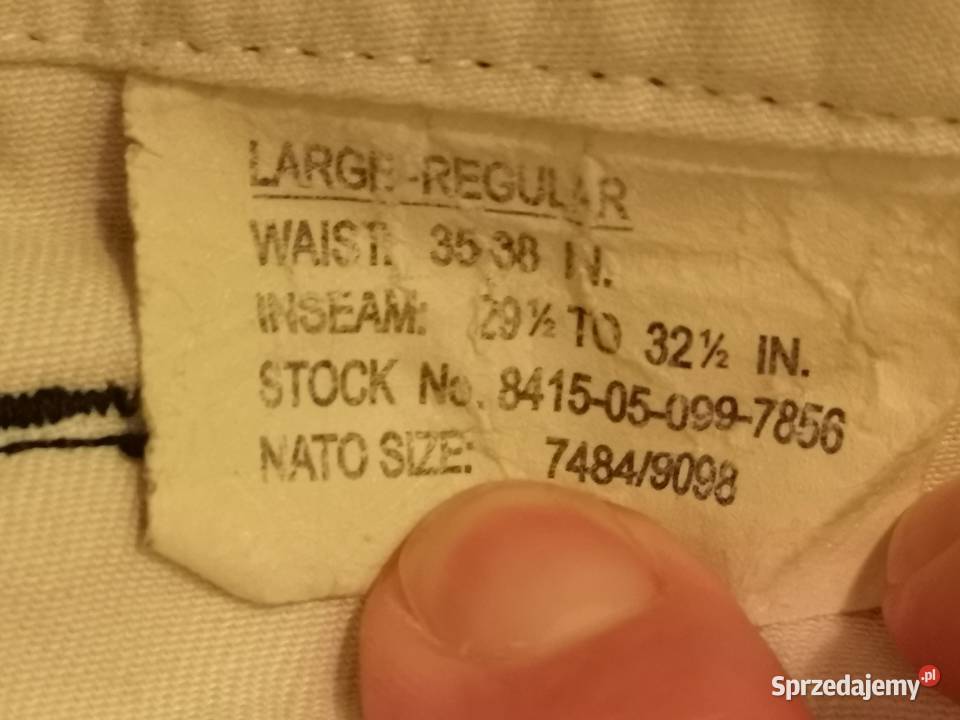 LARGE-REGULAR
WAIST: 35-38 IN.
INSEAM: 29½ TO 32½ IN.
STOCK No. 8415-05-099-7856
NATO SIZE: 7484/9098
Sprzedajemy.pl